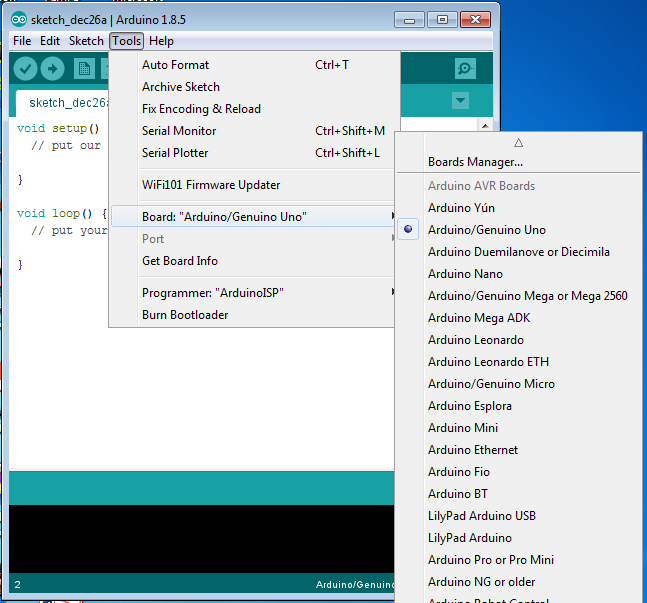 sketch_dec26a | Arduino 1.8.5
File Edit Sketch Tools Help
sketch_dec26a
void setup()
// put our
}
void loop() {
// put your
}
Auto Format Ctrl+T
Archive Sketch
Fix Encoding & Reload
Serial Monitor Ctrl+Shift+M
Serial Plotter Ctrl+Shift+L
WiFi101 Firmware Updater
Board: "Arduino/Genuino Uno"
Port
Get Board Info
Programmer: "ArduinoISP"
Burn Bootloader
Boards Manager...
Arduino AVR Boards
Arduino Yún
Arduino/Genuino Uno
Arduino Duemilanove or Diecimila
Arduino Nano
Arduino/Genuino Mega or Mega 2560
Arduino Mega ADK
Arduino Leonardo
Arduino Leonardo ETH
Arduino/Genuino Micro
Arduino Esplora
Arduino Mini
Arduino Ethernet
Arduino Fio
Arduino BT
LilyPad Arduino USB
LilyPad Arduino
Arduino Pro or Pro Mini
Arduino NG or older
Arduino Robot Control
2 Arduino/Genuino